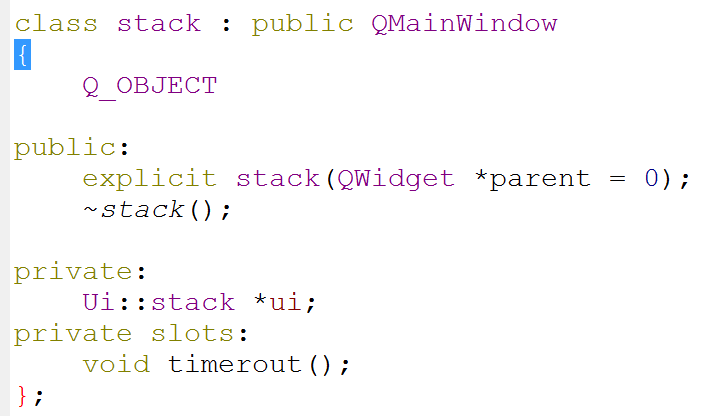 class stack : public QMainWindow
{
    Q_OBJECT
public:
    explicit stack(QWidget *parent = 0);
    ~stack();
private:
    Ui::stack *ui;
private slots:
    void timerout();
};